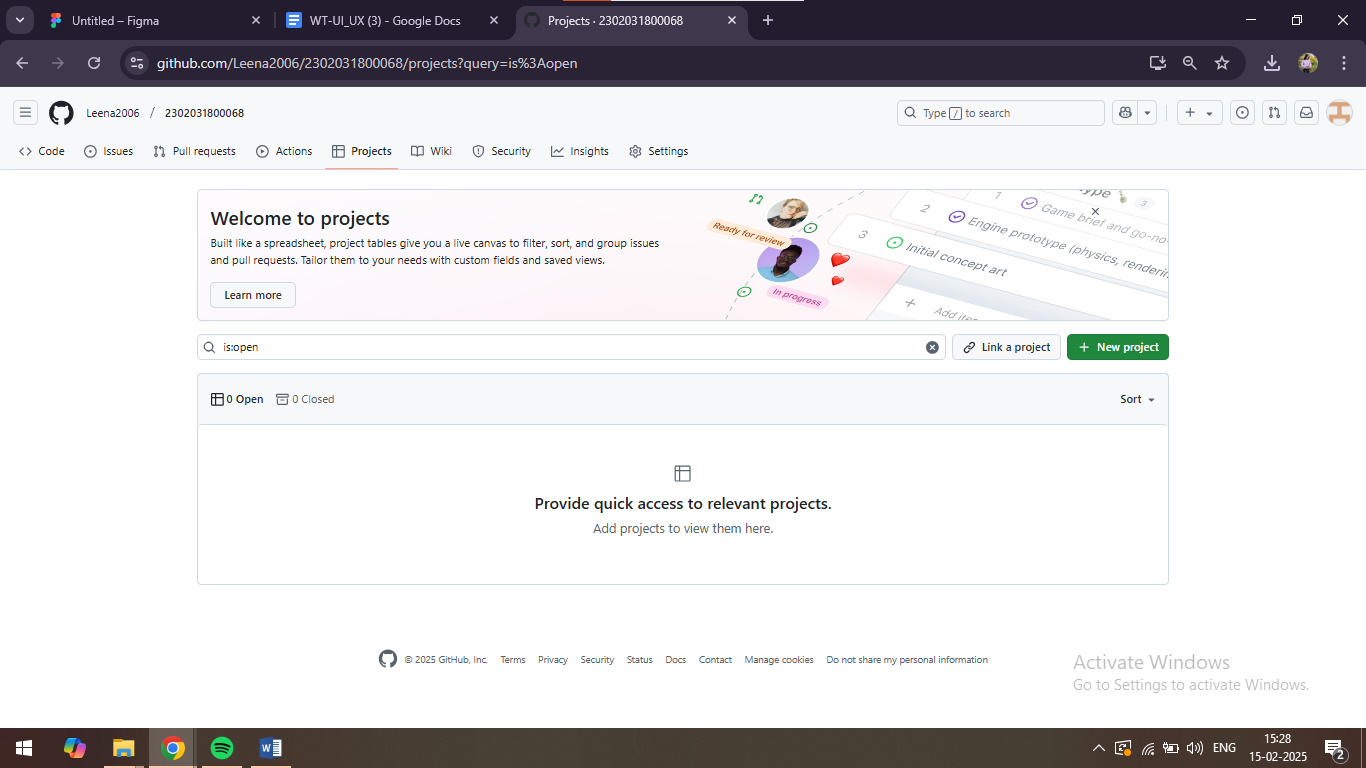 Untitled – Figma
WT-UI_UX (3) - Google Docs
Projects · 2302031800068
github.com/Leena2006/2302031800068/projects?query=is%3Aopen
Leena2006 / 2302031800068
Type / to search
Code
Issues
Pull requests
Actions
Projects
Wiki
Security
Insights
Settings
Welcome to projects
Built like a spreadsheet, project tables give you a live canvas to filter, sort, and group issues
and pull requests. Tailor them to your needs with custom fields and saved views.
Learn more
Ready for review
In progress
3
1 Game brief and go-no-
2 Engine prototype (physics, renderin
3 Initial concept art
+ Add ite
is:open
Link a project
New project
0 Open
0 Closed
Sort
Provide quick access to relevant projects.
Add projects to view them here.
© 2025 GitHub, Inc.
Terms
Privacy
Security
Status
Docs
Contact
Manage cookies
Do not share my personal information
Activate Windows
Go to Settings to activate Windows.
ENG
15:28
15-02-2025
2